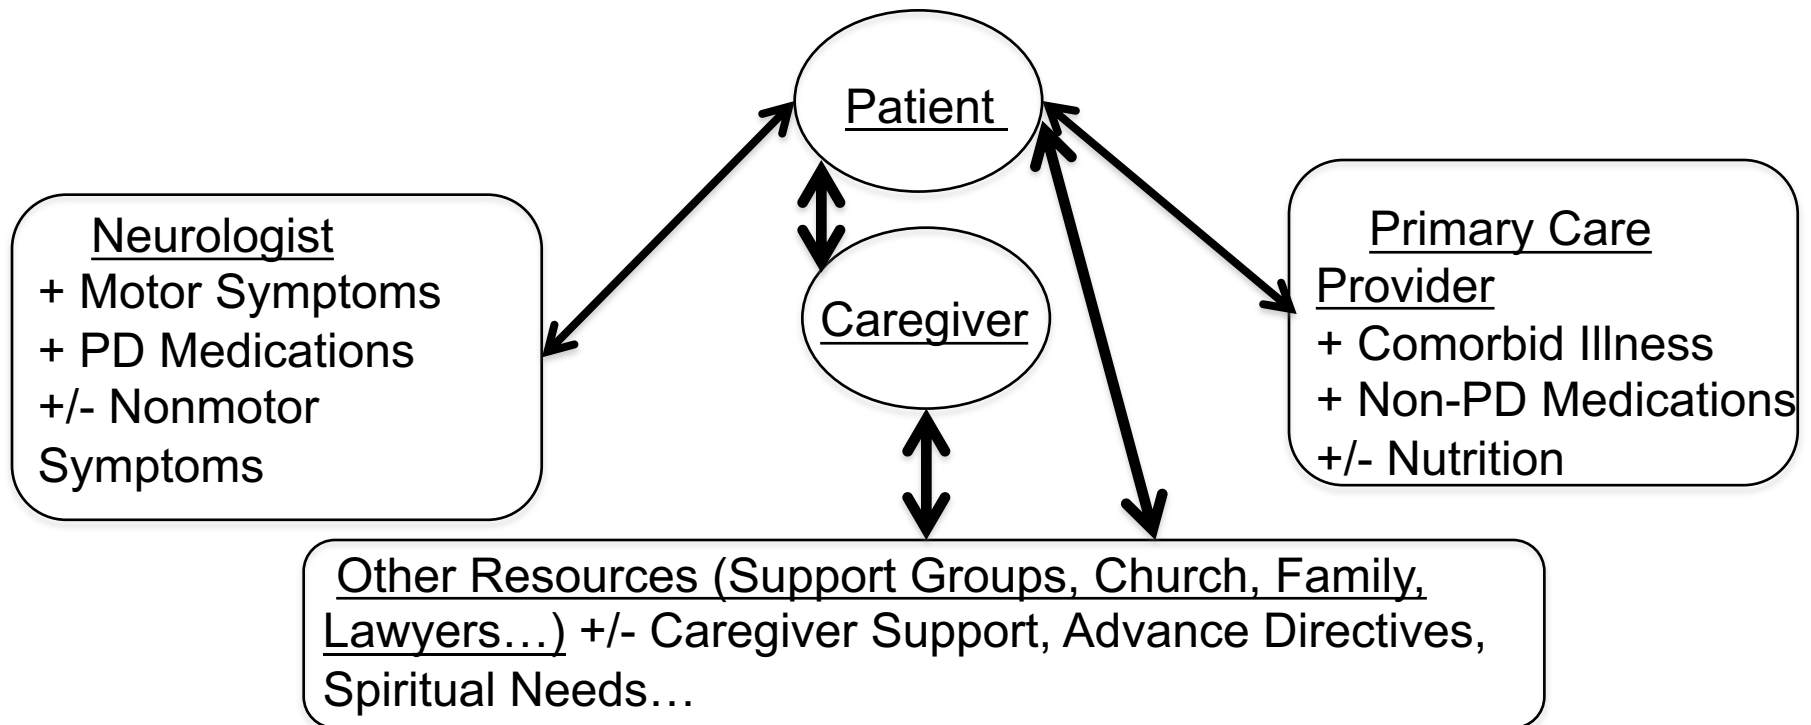 Patient
Neurologist
+ Motor Symptoms
+ PD Medications
+/- Nonmotor
Symptoms
Caregiver
Primary Care
Provider
+ Comorbid Illness
+ Non-PD Medications
+/- Nutrition
Other Resources (Support Groups, Church, Family,
Lawyers…) +/- Caregiver Support, Advance Directives,
Spiritual Needs…